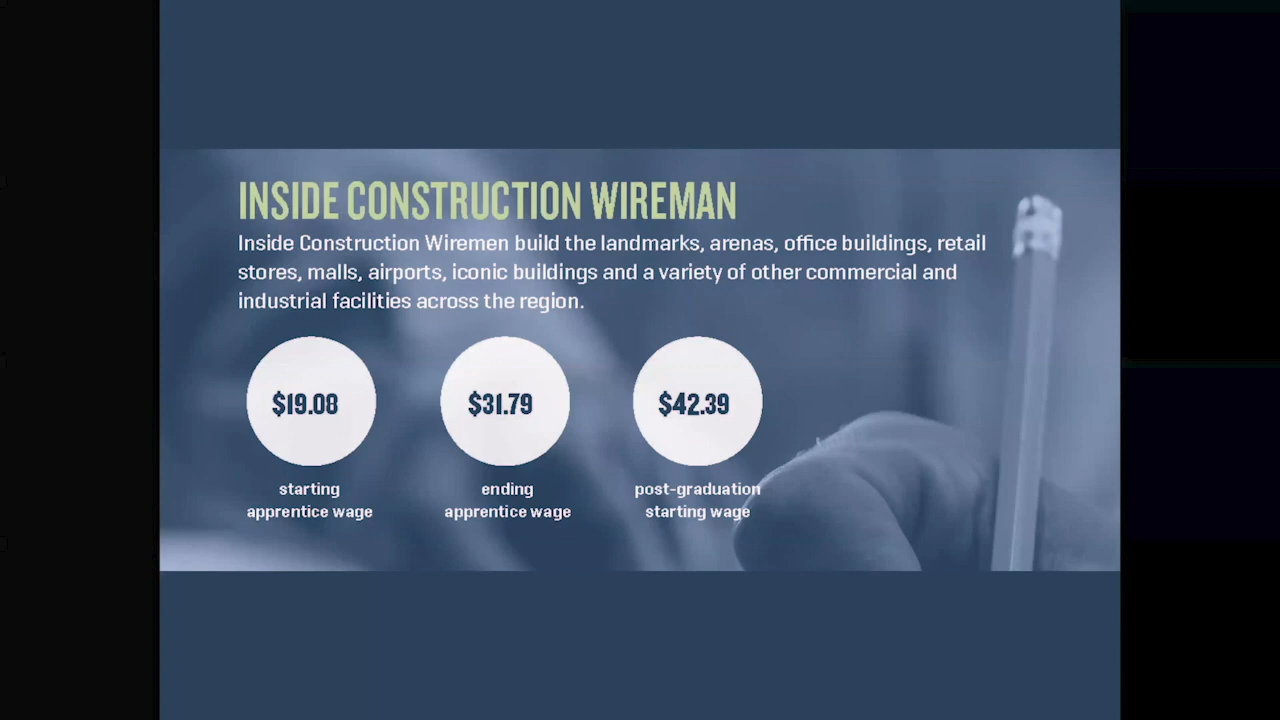 INSIDE CONSTRUCTION WIREMAN
Inside Construction Wiremen build the landmarks, arenas, office buildings, retail
stores, malls, airports, iconic buildings and a variety of other commercial and
industrial facilities across the region.
$19.08
$31.79
$42.39
starting
apprentice wage
ending
apprentice wage
post-graduation
starting wage